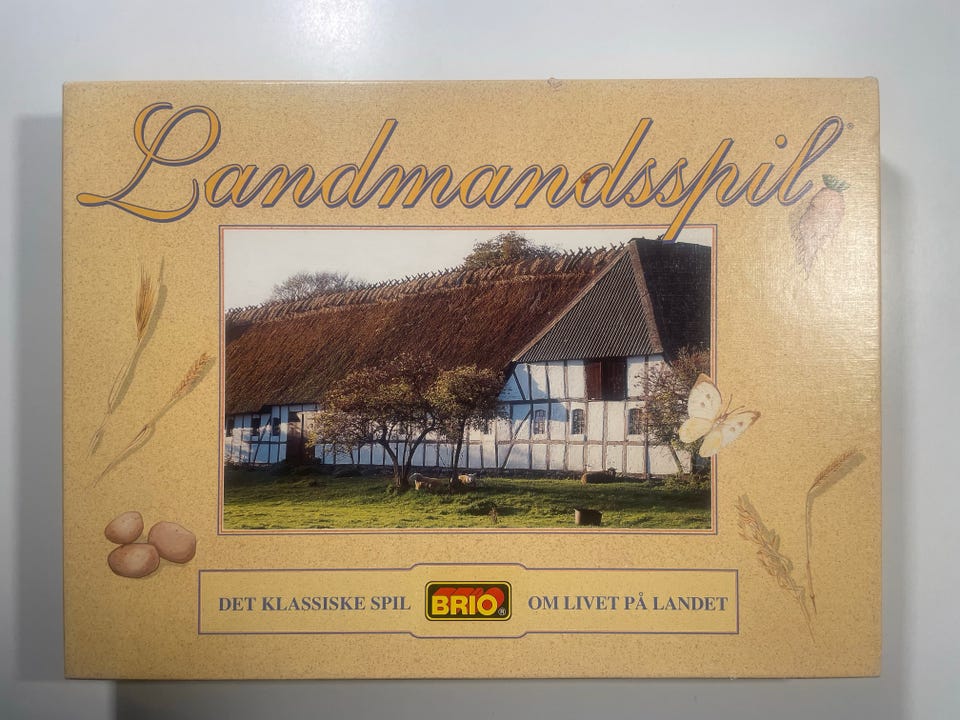 Landmandsspil®
DET KLASSISKE SPIL BRIO® OM LIVET PÅ LANDET